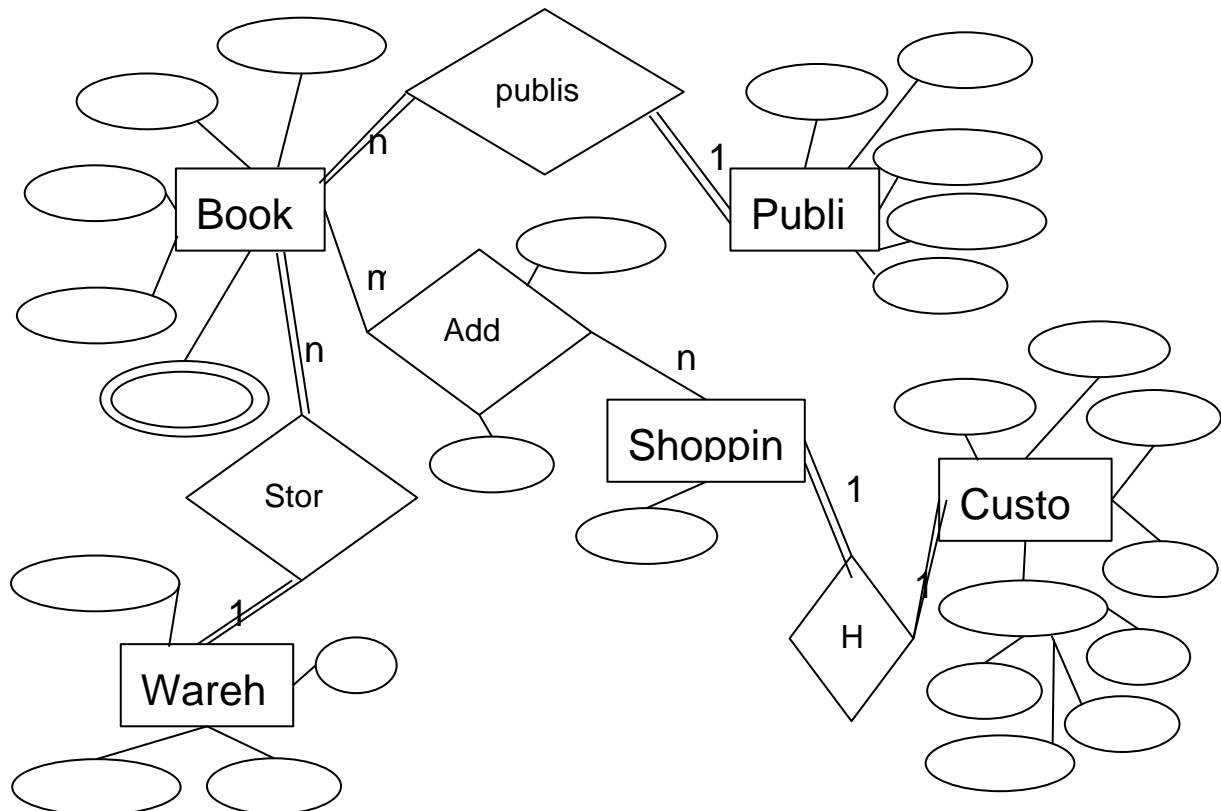 publis
n
1
Book
Publi
m
Add
n
n
Shoppin
Stor
1
Custo
1
1
H
Wareh